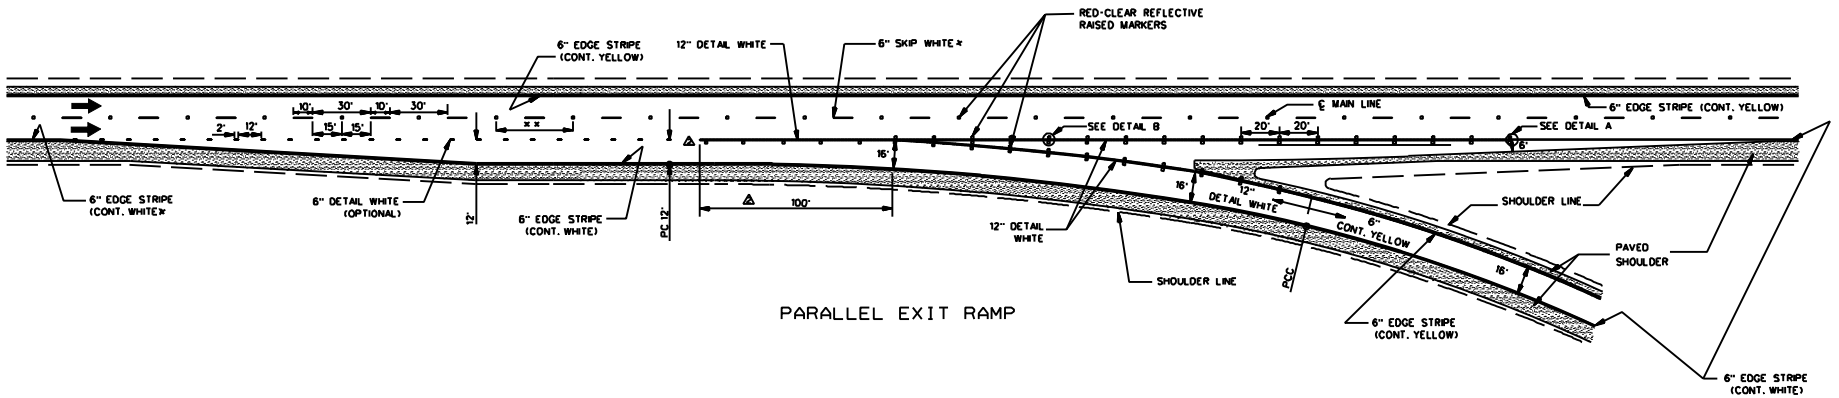 RED-CLEAR REFLECTIVE
RAISED MARKERS
6" EDGE STRIPE
(CONT. YELLOW)
12" DETAIL WHITE
6" SKIP WHITE*
10' 30' 10' 30'
℄ MAIN LINE
6" EDGE STRIPE (CONT. YELLOW)
2' 12' 15' 15'
* *
SEE DETAIL B
20' 20'
SEE DETAIL A
2
16'
6'
6" EDGE STRIPE
(CONT. WHITE*
6" DETAIL WHITE
(OPTIONAL)
12'
6" EDGE STRIPE
(CONT. WHITE)
PC 12'
2
100'
12" DETAIL
WHITE
16'
12"
DETAIL WHITE
6"
CONT. YELLOW
SHOULDER LINE
PAVED
SHOULDER
SHOULDER LINE
PCC
16'
PARALLEL EXIT RAMP
6" EDGE STRIPE
(CONT. YELLOW)
6" EDGE STRIPE
(CONT. WHITE)